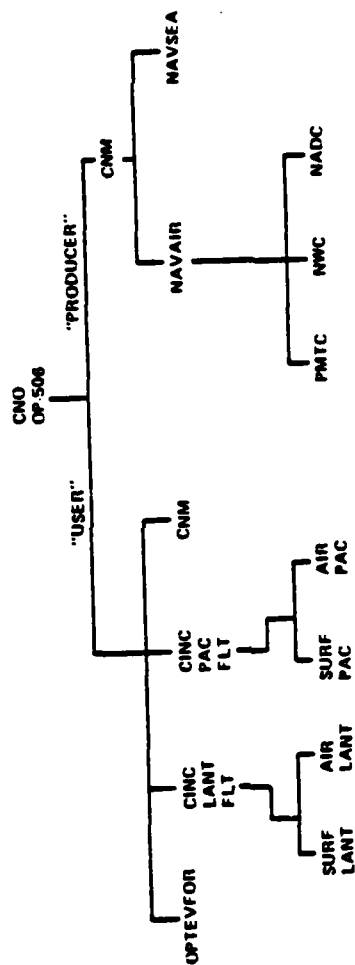 CNO
OP-506
"USER"
"PRODUCER"
OPTEVFOR
CINC
LANT
FLT
CINC
PAC
FLT
CNM
CNM
SURF
LANT
AIR
LANT
SURF
PAC
AIR
PAC
NAVAIR
NAVSEA
PMTC
NWC
NADC